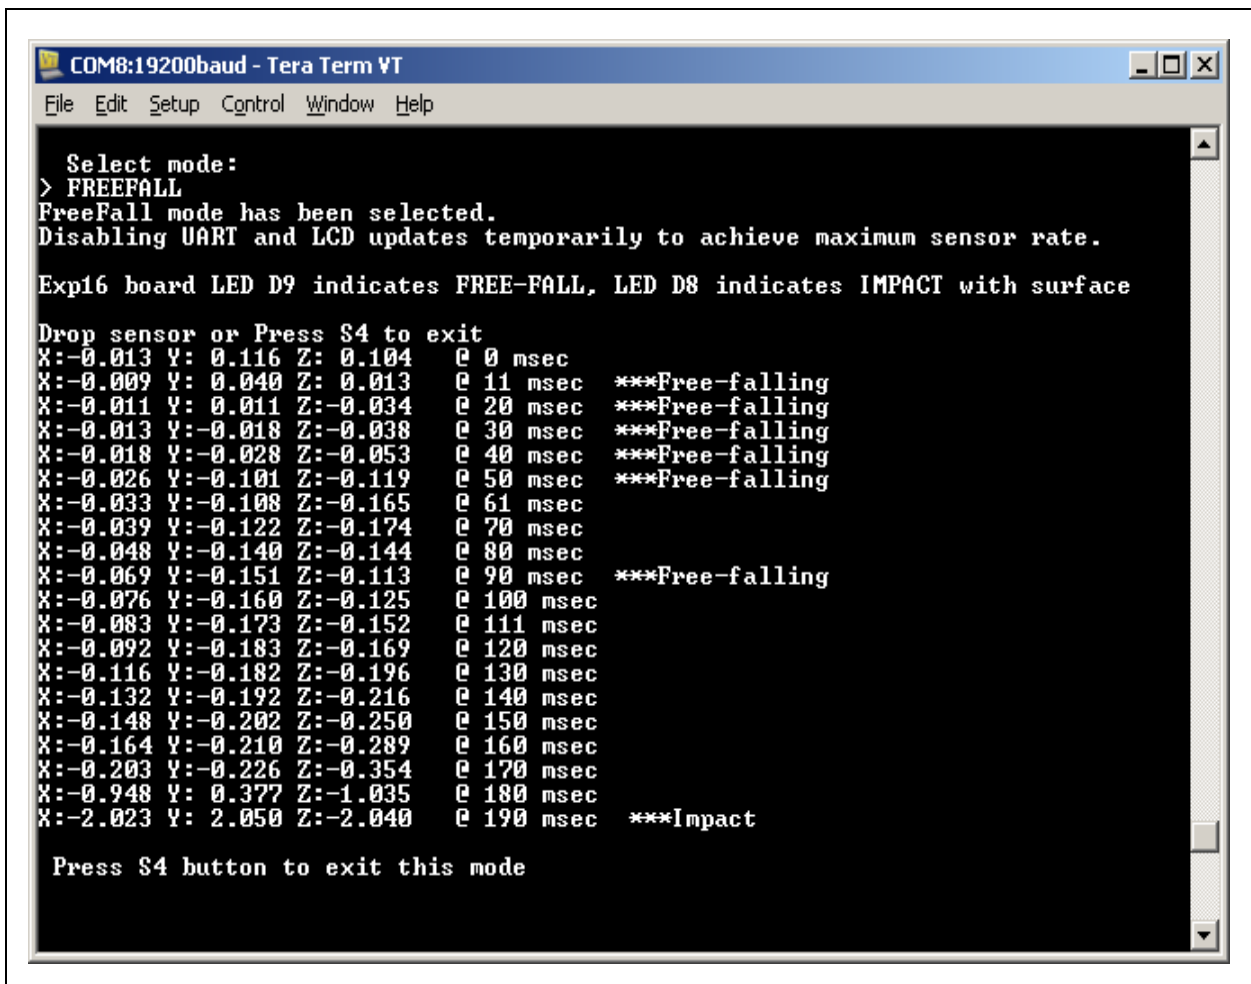 COM8:19200baud - Tera Term VT
File Edit Setup Control Window Help
Select mode:
> FREEFALL
FreeFall mode has been selected.
Disabling UART and LCD updates temporarily to achieve maximum sensor rate.
Exp16 board LED D9 indicates FREE-FALL, LED D8 indicates IMPACT with surface
Drop sensor or Press S4 to exit
X:-0.013 Y: 0.116 Z: 0.104 @ 0 msec
X:-0.009 Y: 0.040 Z: 0.013 @ 11 msec ***Free-falling
X:-0.011 Y: 0.011 Z:-0.034 @ 20 msec ***Free-falling
X:-0.013 Y:-0.018 Z:-0.038 @ 30 msec ***Free-falling
X:-0.018 Y:-0.028 Z:-0.053 @ 40 msec ***Free-falling
X:-0.026 Y:-0.101 Z:-0.119 @ 50 msec ***Free-falling
X:-0.033 Y:-0.108 Z:-0.165 @ 61 msec
X:-0.039 Y:-0.122 Z:-0.174 @ 70 msec
X:-0.048 Y:-0.140 Z:-0.144 @ 80 msec
X:-0.069 Y:-0.151 Z:-0.113 @ 90 msec ***Free-falling
X:-0.076 Y:-0.160 Z:-0.125 @ 100 msec
X:-0.083 Y:-0.173 Z:-0.152 @ 111 msec
X:-0.092 Y:-0.183 Z:-0.169 @ 120 msec
X:-0.116 Y:-0.182 Z:-0.196 @ 130 msec
X:-0.132 Y:-0.192 Z:-0.216 @ 140 msec
X:-0.148 Y:-0.202 Z:-0.250 @ 150 msec
X:-0.164 Y:-0.210 Z:-0.289 @ 160 msec
X:-0.203 Y:-0.226 Z:-0.354 @ 170 msec
X:-0.948 Y: 0.377 Z:-1.035 @ 180 msec
X:-2.023 Y: 2.050 Z:-2.040 @ 190 msec ***Impact
Press S4 button to exit this mode